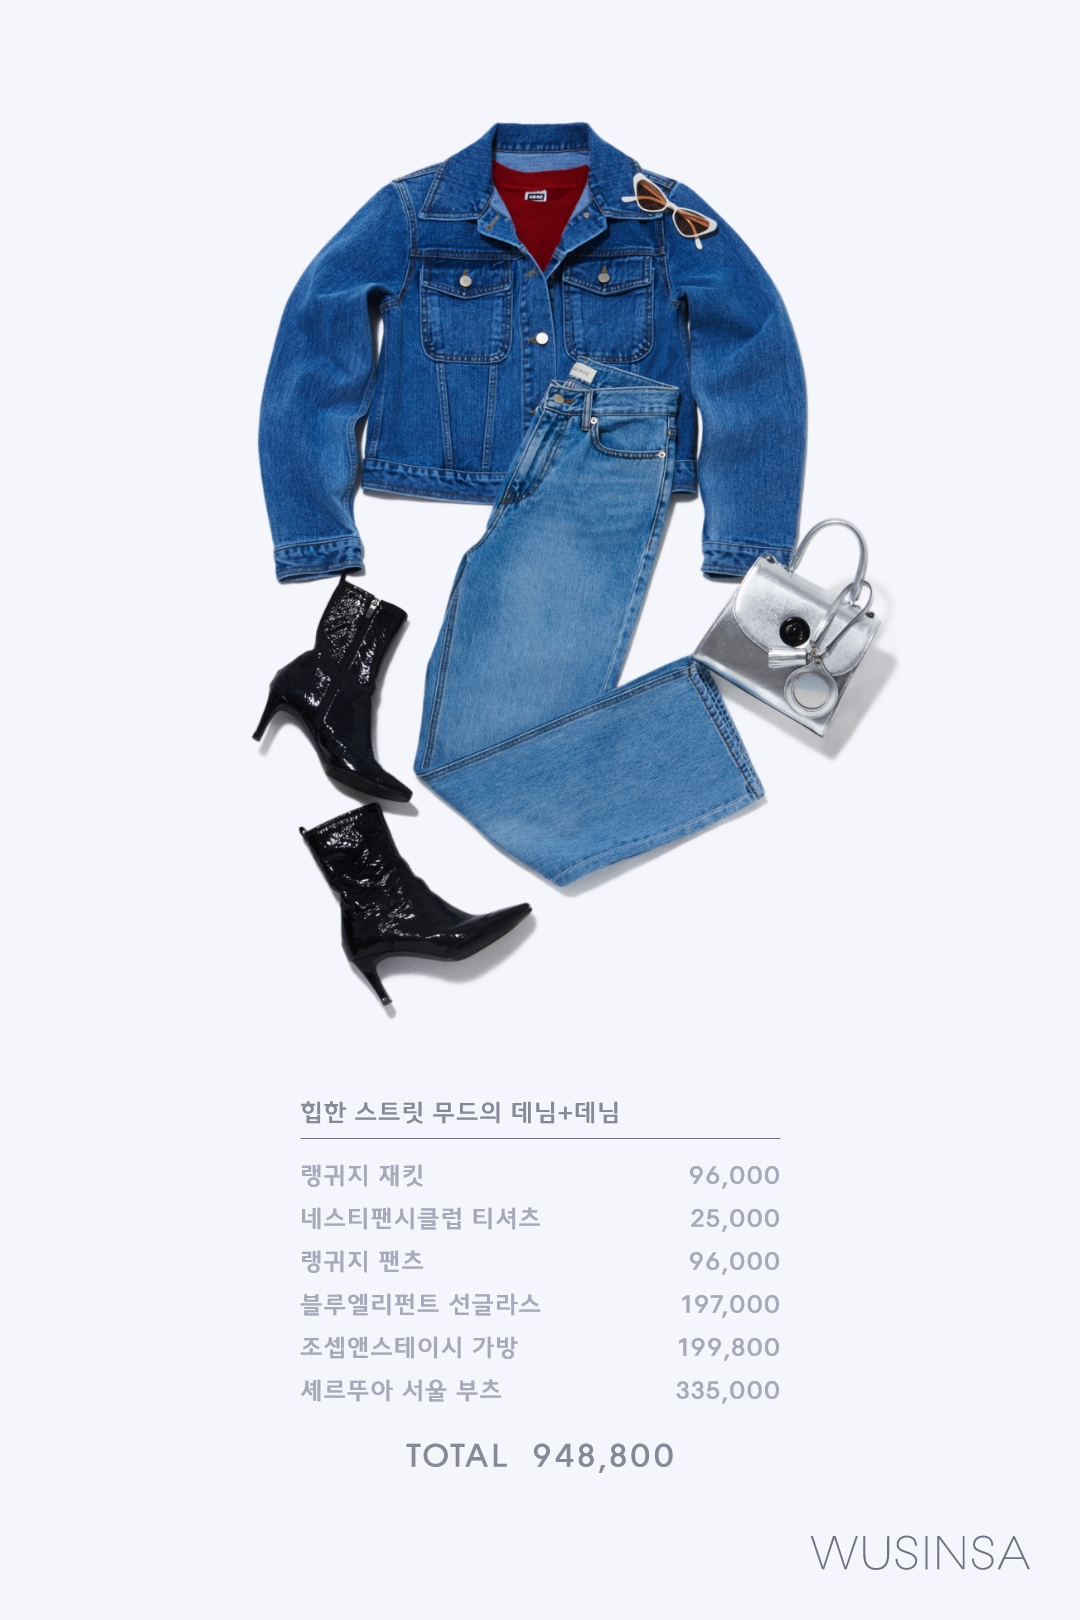 힙한 스트릿 무드의 데님+데님
랭귀지 재킷 96,000
네스티팬시클럽 티셔츠 25,000
랭귀지 팬츠 96,000
블루엘리펀트 선글라스 197,000
조셉앤스테이시 가방 199,800
셰르뚜아 서울 부츠 335,000
TOTAL 948,800
WUSINSA